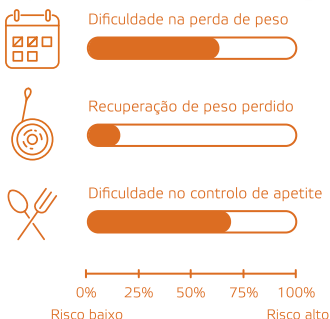 Dificuldade na perda de peso
Recuperação de peso perdido
Dificuldade no controlo de apetite
0% 25% 50% 75% 100%
Risco baixo Risco alto